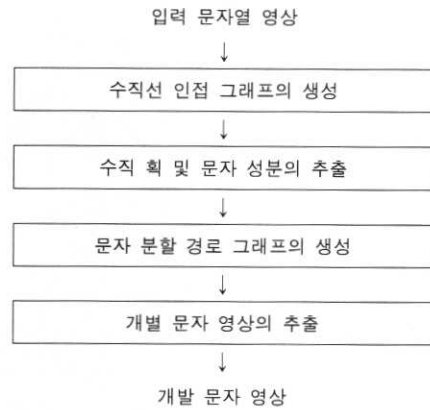 입력 문자열 영상
수직선 인접 그래프의 생성
수직 획 및 문자 성분의 추출
문자 분할 경로 그래프의 생성
개별 문자 영상의 추출
개발 문자 영상